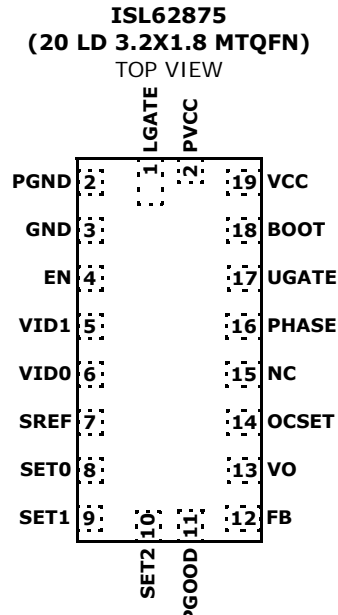 ISL62875
(20 LD 3.2X1.8 MTQFN)
TOP VIEW
LGATE
PVCC
1
2
PGND 2
19 VCC
GND 3
18 BOOT
EN 4
17 UGATE
VID1 5
16 PHASE
VID0 6
15 NC
SREF 7
14 OCSET
SET0 8
13 VO
SET1 9
12 FB
SET2 10
PGOOD 11